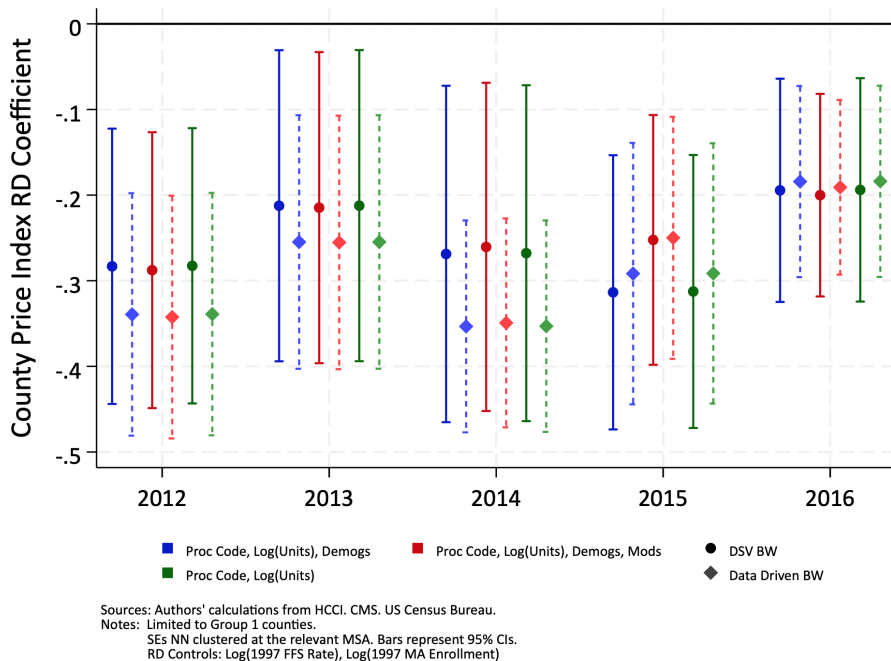 0
-.1
-.2
-.3
-.4
-.5
County Price Index RD Coefficient
2012 2013 2014 2015 2016
Proc Code, Log(Units), Demogs Proc Code, Log(Units), Demogs, Mods DSV BW
Proc Code, Log(Units) Data Driven BW
Sources: Authors' calculations from HCCI. CMS. US Census Bureau.
Notes: Limited to Group 1 counties.
SEs NN clustered at the relevant MSA. Bars represent 95% CIs.
RD Controls: Log(1997 FFS Rate), Log(1997 MA Enrollment)